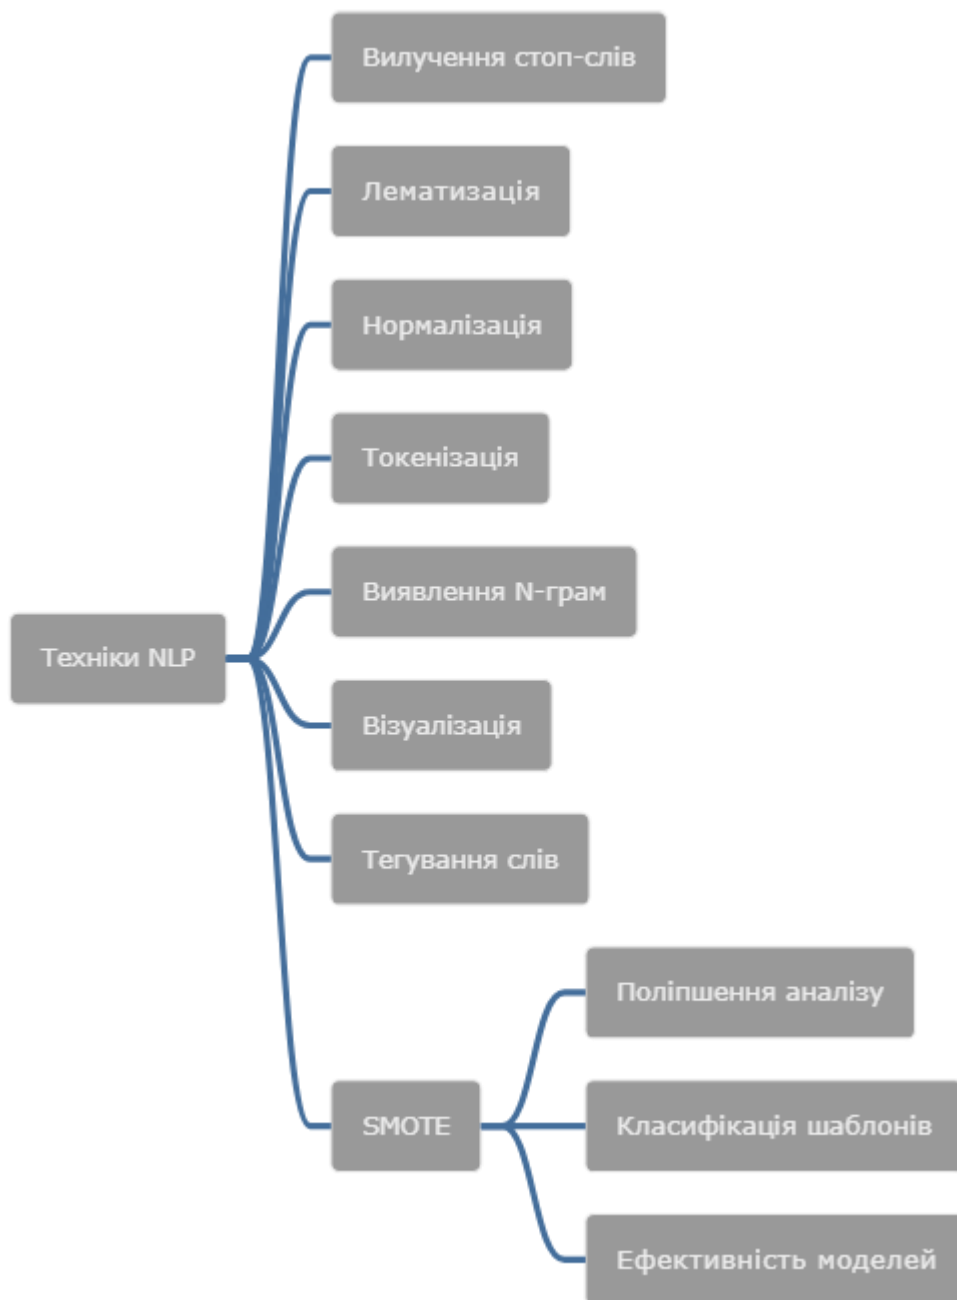 Вилучення стоп-слів
Лематизація
Нормалізація
Токенізація
Виявлення N-грам
Техніки NLP
Візуалізація
Тегування слів
Поліпшення аналізу
SMOTE
Класифікація шаблонів
Ефективність моделей